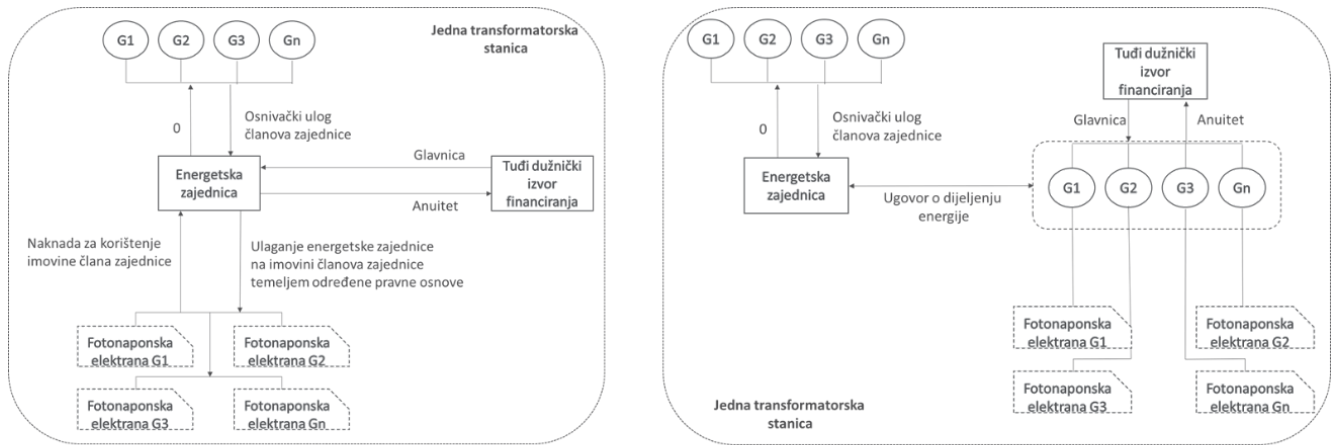 G1
G2
G3
Gn
Jedna transformatorska
stanica
0
Osnivački ulog
članova zajednice
Glavnica
Energetska
zajednica
Tuđi dužnički
izvor
financiranja
Anuitet
Naknada za korištenje
imovine člana zajednice
Ulaganje energetske zajednice
na imovini članova zajednice
temeljem određene pravne osnove
Fotonaponska
elektrana G1
Fotonaponska
elektrana G2
Fotonaponska
elektrana G3
Fotonaponska
elektrana Gn
G1
G2
G3
Gn
Tuđi dužnički
izvor
financiranja
0
Osnivački ulog
članova zajednice
Glavnica
Anuitet
Energetska
zajednica
G1
G2
G3
Gn
Ugovor o dijeljenju
energije
Fotonaponska
elektrana G1
Fotonaponska
elektrana G2
Fotonaponska
elektrana G3
Fotonaponska
elektrana Gn
Jedna transformatorska
stanica